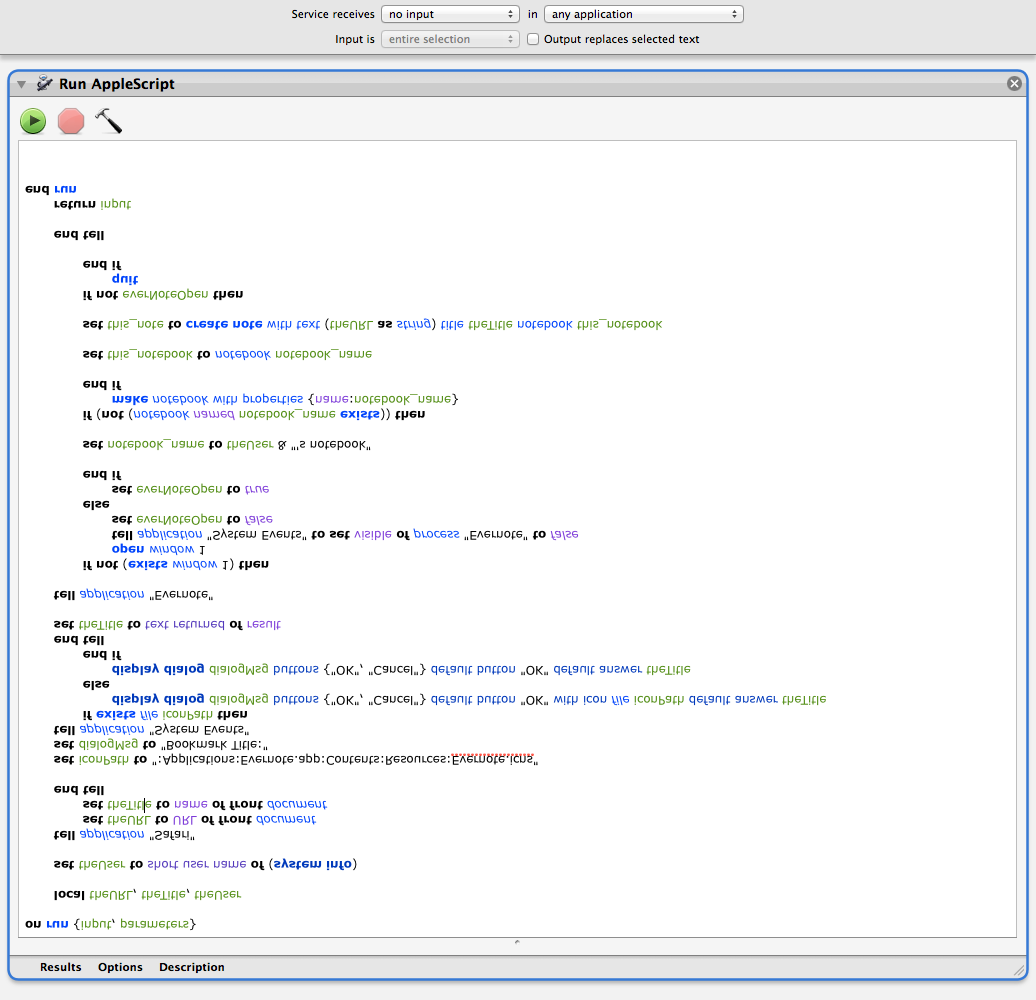 Service receives no input in any application
Input is entire selection Output replaces selected text
Run AppleScript
on run {input, parameters}
local theURL, theTitle, theUser
set theUser to short user name of (system info)
tell application "Safari"
set theURL to URL of front document
set theTitle to name of front document
end tell
set iconPath to ":Applications:Evernote.app:Contents:Resources:Evernote.icns"
set dialogMsg to "Bookmark Title:"
tell application "System Events"
if exists file iconPath then
display dialog dialogMsg buttons {"OK", "Cancel"} default button "OK" with icon file iconPath default answer theTitle
else
display dialog dialogMsg buttons {"OK", "Cancel"} default button "OK" default answer theTitle
end if
end tell
set theTitle to text returned of result
tell application "Evernote"
if not (exists window 1) then
open window 1
tell application "System Events" to set visible of process "Evernote" to false
set everNoteOpen to false
else
set everNoteOpen to true
end if
set notebook_name to theUser & "'s notebook"
if (not (notebook named notebook_name exists)) then
make notebook with properties {name:notebook_name}
end if
set this_notebook to notebook notebook_name
set this_note to create note with text (theURL as string) title theTitle notebook this_notebook
if not everNoteOpen then
quit
end if
end tell
return input
end run
Results Options Description